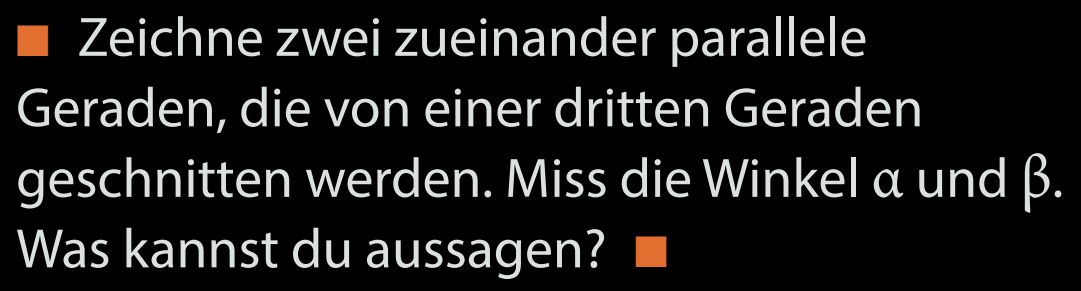 ■ Zeichne zwei zueinander parallele
Geraden, die von einer dritten Geraden
geschnitten werden. Miss die Winkel α und β.
Was kannst du aussagen? ■